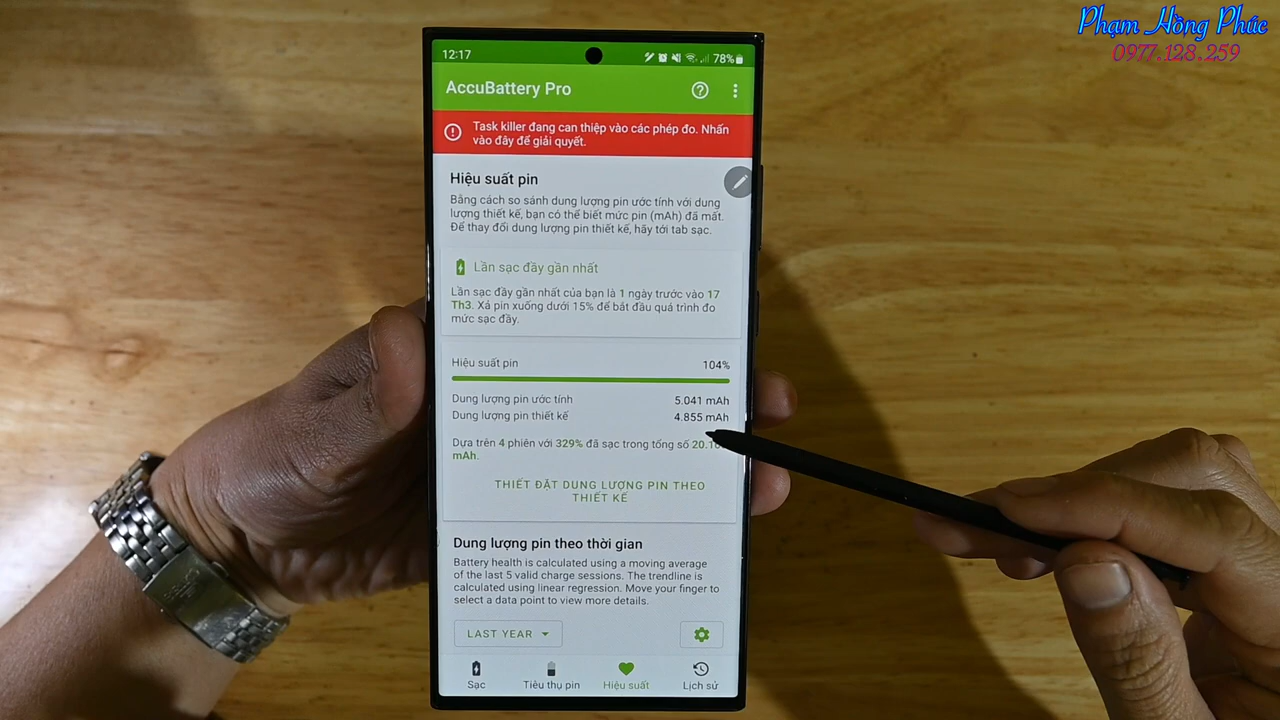 Phạm Hồng Phúc
0977.128.259
12:17
78%
AccuBattery Pro
Task killer đang can thiệp vào các phép đo. Nhấn
vào đây để giải quyết.
Hiệu suất pin
Bằng cách so sánh dung lượng pin ước tính với dung
lượng thiết kế, bạn có thể biết mức pin (mAh) đã mất.
Để thay đổi dung lượng pin thiết kế, hãy tới tab sạc.
Lần sạc đầy gần nhất
Lần sạc đầy gần nhất của bạn là 1 ngày trước vào 17
Th3. Xả pin xuống dưới 15% để bắt đầu quá trình đo
mức sạc đầy.
Hiệu suất pin 104%
Dung lượng pin ước tính 5.041 mAh
Dung lượng pin thiết kế 4.855 mAh
Dựa trên 4 phiên với 329% đã sạc trong tổng số
mAh.
THIẾT ĐẶT DUNG LƯỢNG PIN THEO
THIẾT KẾ
Dung lượng pin theo thời gian
Battery health is calculated using a moving average
of the last 5 valid charge sessions. The trendline is
calculated using linear regression. Move your finger to
select a data point to view more details.
LAST YEAR
Sạc Tiêu thụ pin Hiệu suất Lịch sử